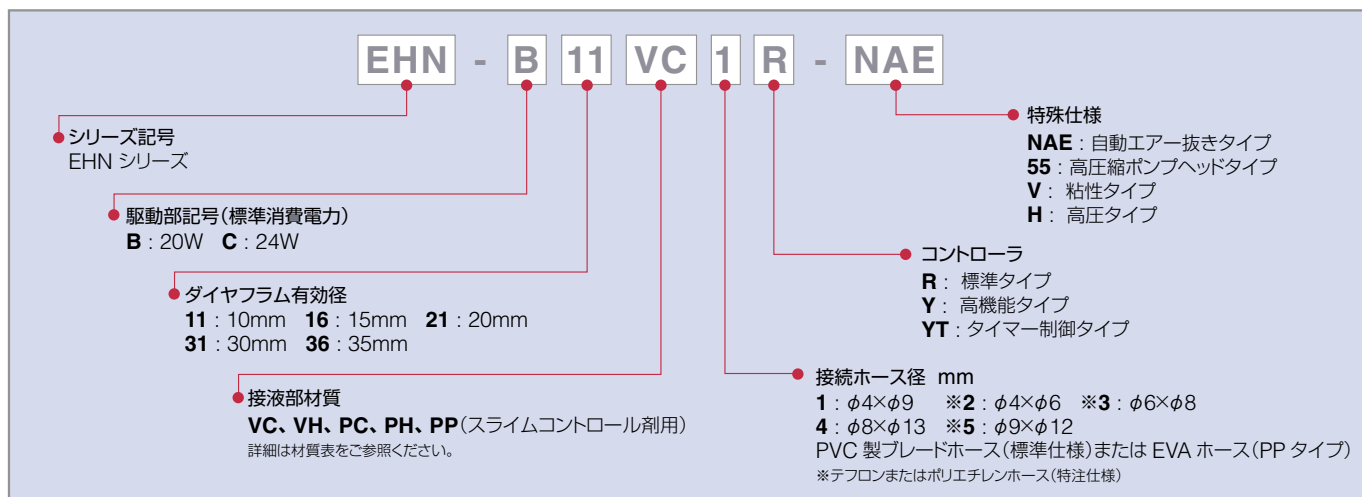 EHN - B 11 VC 1 R - NAE
シリーズ記号
EHN シリーズ
駆動部記号(標準消費電力)
B : 20W C : 24W
ダイヤフラム有効径
11 : 10mm 16 : 15mm 21 : 20mm
31 : 30mm 36 : 35mm
接液部材質
VC、VH、PC、PH、PP(スライムコントロール剤用)
詳細は材質表をご参照ください。
特殊仕様
NAE : 自動エアー抜きタイプ
55 : 高圧縮ポンプヘッドタイプ
V : 粘性タイプ
H : 高圧タイプ
コントローラ
R : 標準タイプ
Y : 高機能タイプ
YT : タイマー制御タイプ
接続ホース径 mm
1 : φ4×φ9 ※2 : φ4×φ6 ※3 : φ6×φ8
4 : φ8×φ13 ※5 : φ9×φ12
PVC 製ブレードホース(標準仕様)または EVA ホース(PP タイプ)
※テフロンまたはポリエチレンホース(特注仕様)